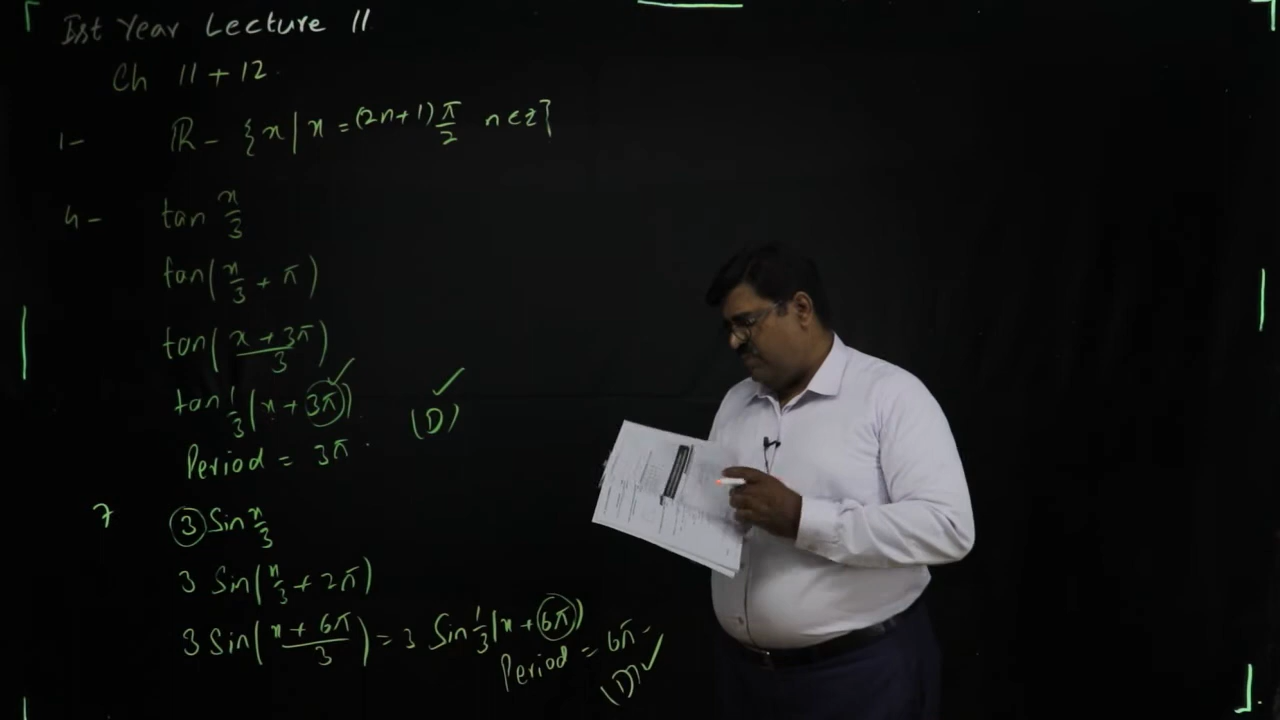 Ist Year Lecture 11
Ch 11 + 12
1- R - {x | x = (2n+1) π/2 n∈z}
4- tan x/3
tan(x/3 + π)
tan((x + 3π)/3)
tan 1/3(x + 3π) ✓
Period = 3π. (D) ✓
7 3 Sin x/3
3 Sin(x/3 + 2π)
3 Sin((x + 6π)/3) = 3 Sin 1/3(x + 6π)
Period = 6π
(D) ✓